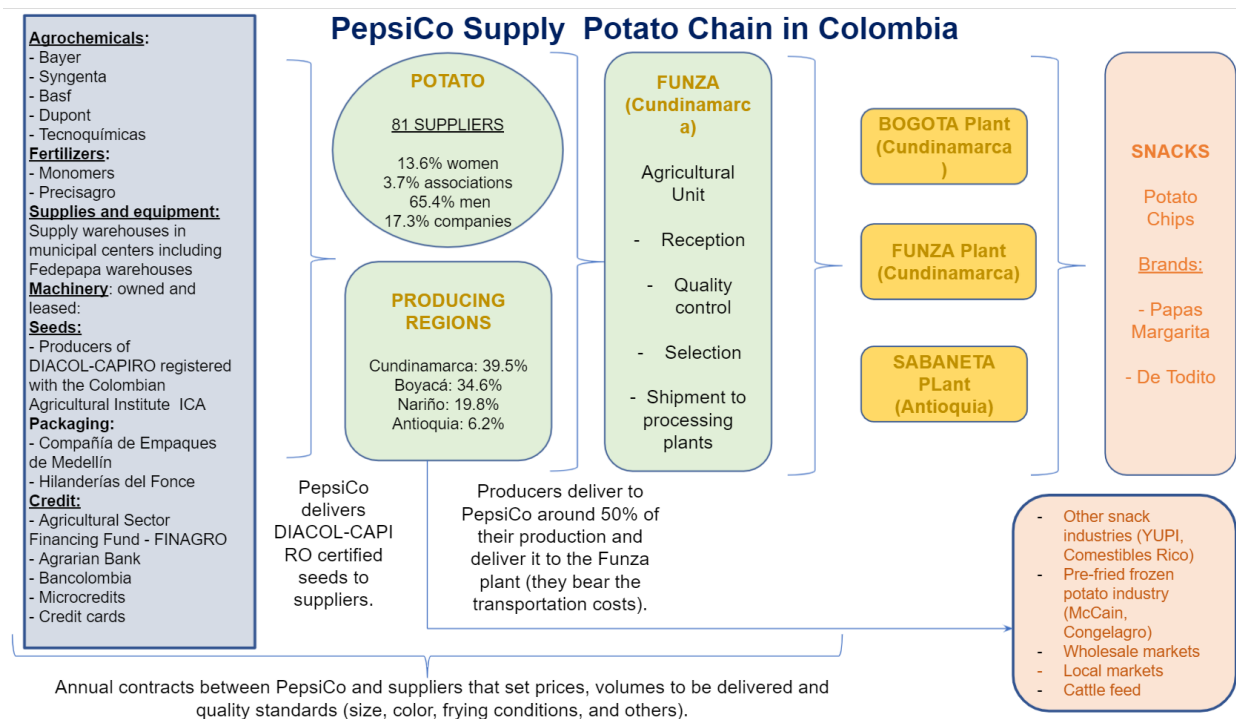 PepsiCo Supply Potato Chain in Colombia
Agrochemicals:
- Bayer
- Syngenta
- Basf
- Dupont
- Tecnoquímicas
Fertilizers:
- Monomers
- Precisagro
Supplies and equipment:
Supply warehouses in
municipal centers including
Fedepapa warehouses
Machinery: owned and
leased:
Seeds:
- Producers of
DIACOL-CAPIRO registered
with the Colombian
Agricultural Institute ICA
Packaging:
- Compañía de Empaques
de Medellín
- Hilanderías del Fonce
Credit:
- Agricultural Sector
Financing Fund - FINAGRO
- Agrarian Bank
- Bancolombia
- Microcredits
- Credit cards
POTATO
81 SUPPLIERS
13.6% women
3.7% associations
65.4% men
17.3% companies
PRODUCING
REGIONS
Cundinamarca: 39.5%
Boyacá: 34.6%
Nariño: 19.8%
Antioquia: 6.2%
PepsiCo
delivers
DIACOL-CAPI
RO certified
seeds to
suppliers.
Producers deliver to
PepsiCo around 50% of
their production and
deliver it to the Funza
plant (they bear the
transportation costs).
FUNZA
(Cundinamarc
a)
Agricultural
Unit
- Reception
- Quality
control
- Selection
- Shipment to
processing
plants
BOGOTA Plant
(Cundinamarca
)
FUNZA Plant
(Cundinamarca)
SABANETA
PLant
(Antioquia)
SNACKS
Potato
Chips
Brands:
- Papas
Margarita
- De Todito
- Other snack
industries (YUPI,
Comestibles Rico)
- Pre-fried frozen
potato industry
(McCain,
Congelagro)
- Wholesale markets
- Local markets
- Cattle feed
Annual contracts between PepsiCo and suppliers that set prices, volumes to be delivered and
quality standards (size, color, frying conditions, and others).